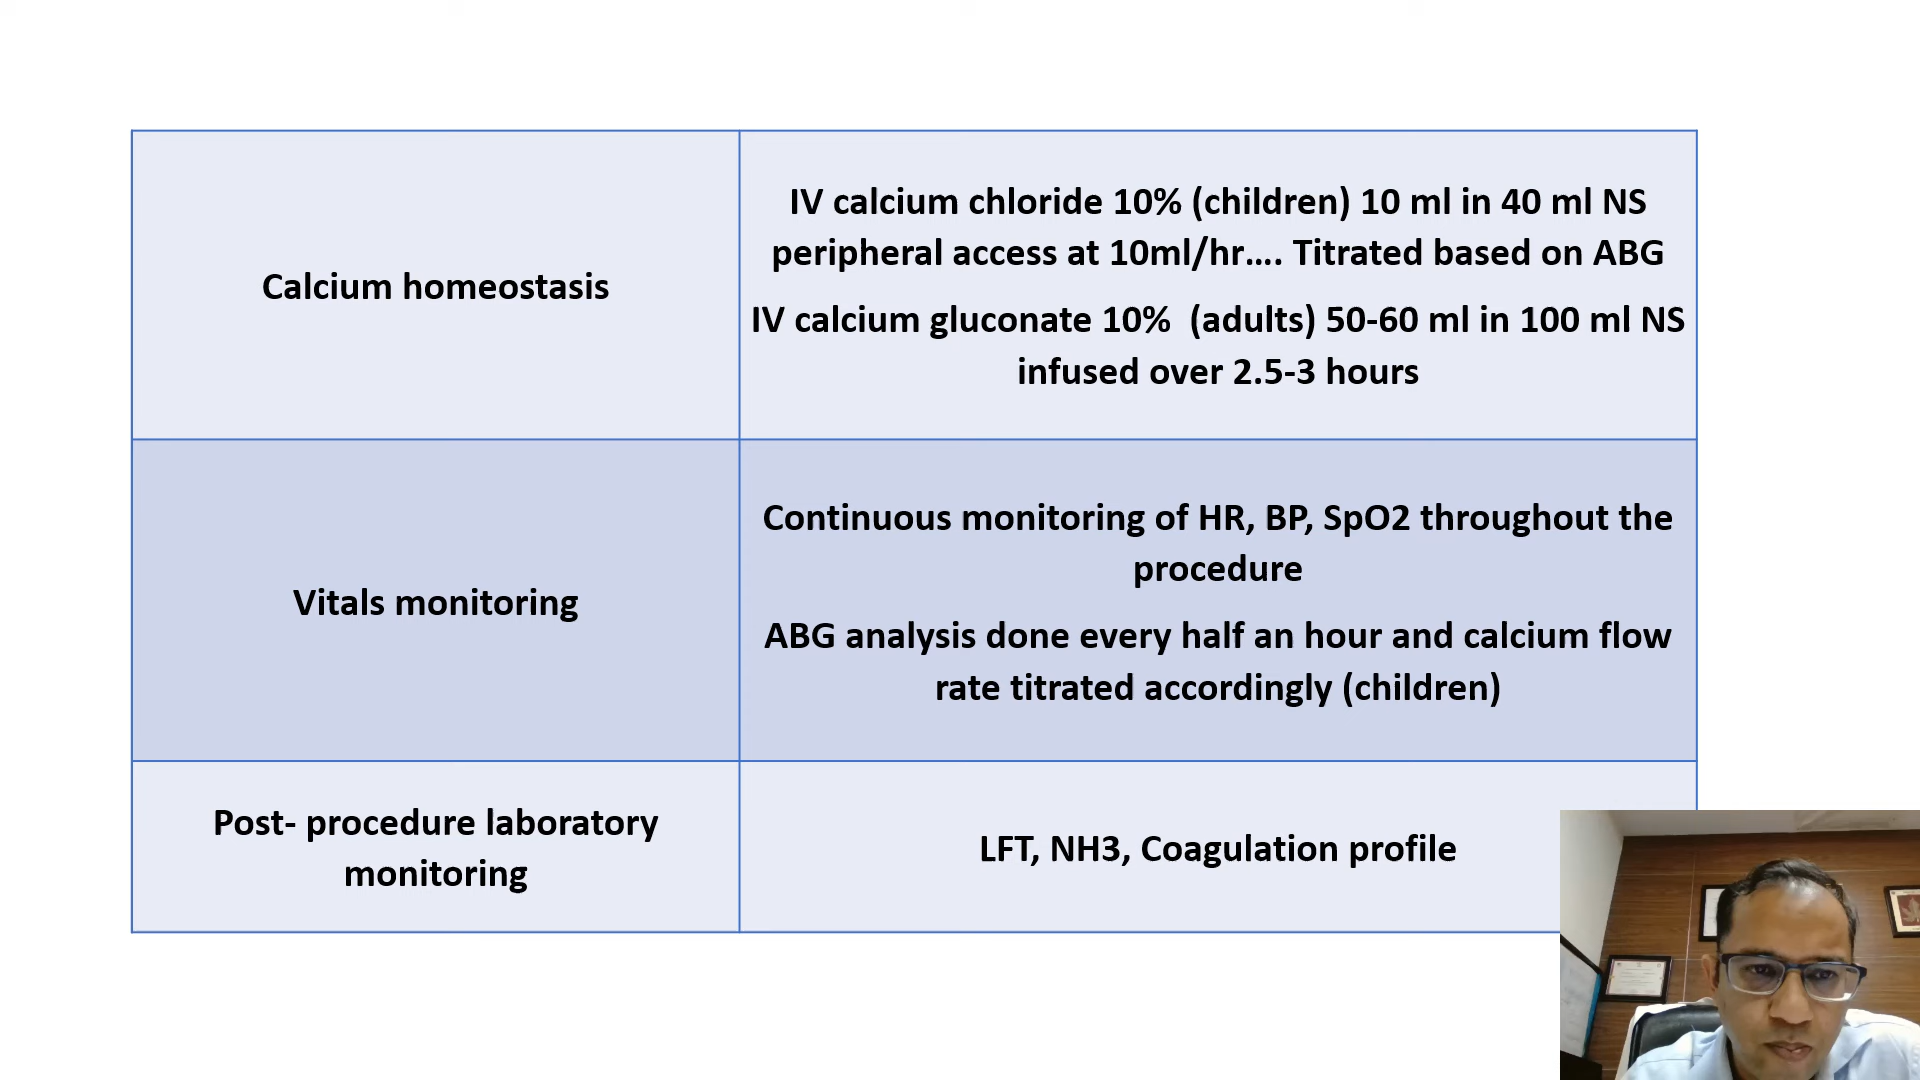 Calcium homeostasis
IV calcium chloride 10% (children) 10 ml in 40 ml NS
peripheral access at 10ml/hr.... Titrated based on ABG
IV calcium gluconate 10%  (adults) 50-60 ml in 100 ml NS
infused over 2.5-3 hours
Vitals monitoring
Continuous monitoring of HR, BP, SpO2 throughout the
procedure
ABG analysis done every half an hour and calcium flow
rate titrated accordingly (children)
Post- procedure laboratory
monitoring
LFT, NH3, Coagulation profile